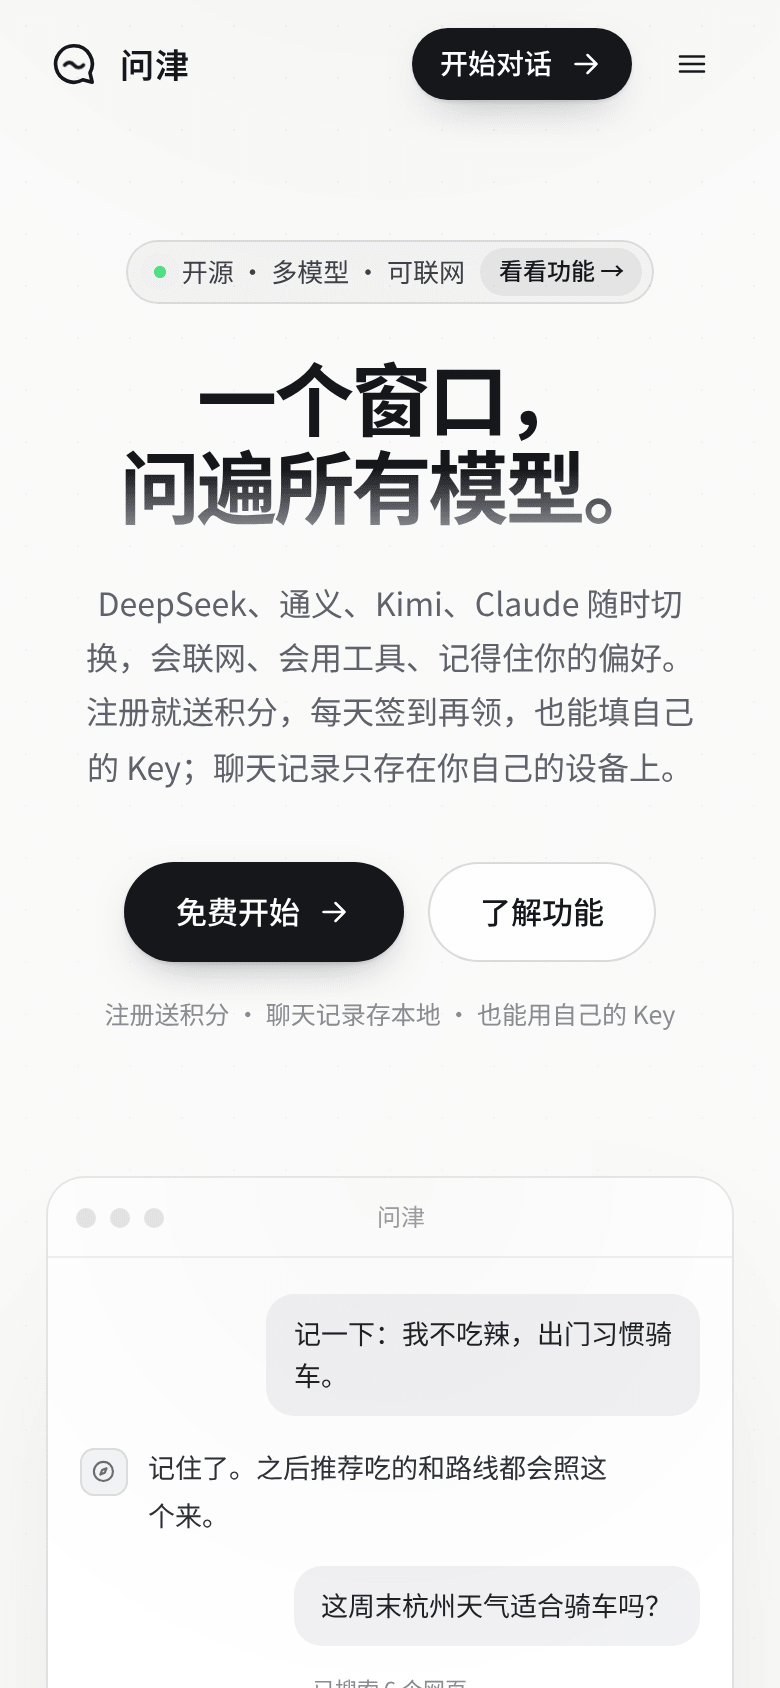 问津
开始对话 →
开源 · 多模型 · 可联网 看看功能 →
一个窗口，
问遍所有模型。
DeepSeek、通义、Kimi、Claude 随时切
换，会联网、会用工具、记得住你的偏好。
注册就送积分，每天签到再领，也能填自己
的 Key；聊天记录只存在你自己的设备上。
免费开始 →
了解功能
注册送积分 · 聊天记录存本地 · 也能用自己的 Key
问津
记一下：我不吃辣，出门习惯骑
车。
记住了。之后推荐吃的和路线都会照这
个来。
这周末杭州天气适合骑车吗？
已搜索 6 个网页